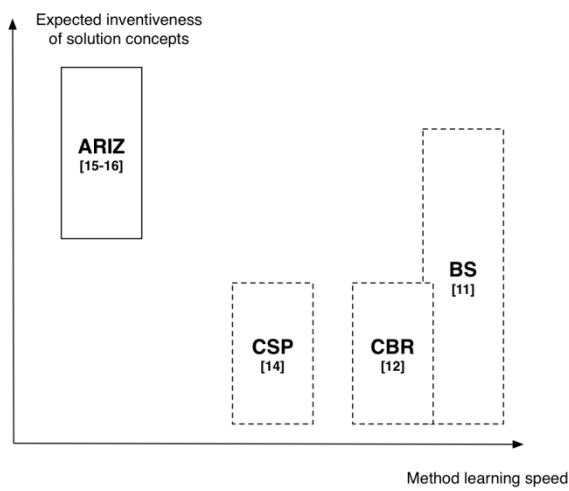 Expected inventiveness
of solution concepts
ARIZ
[15-16]
BS
[11]
CSP
[14]
CBR
[12]
Method learning speed